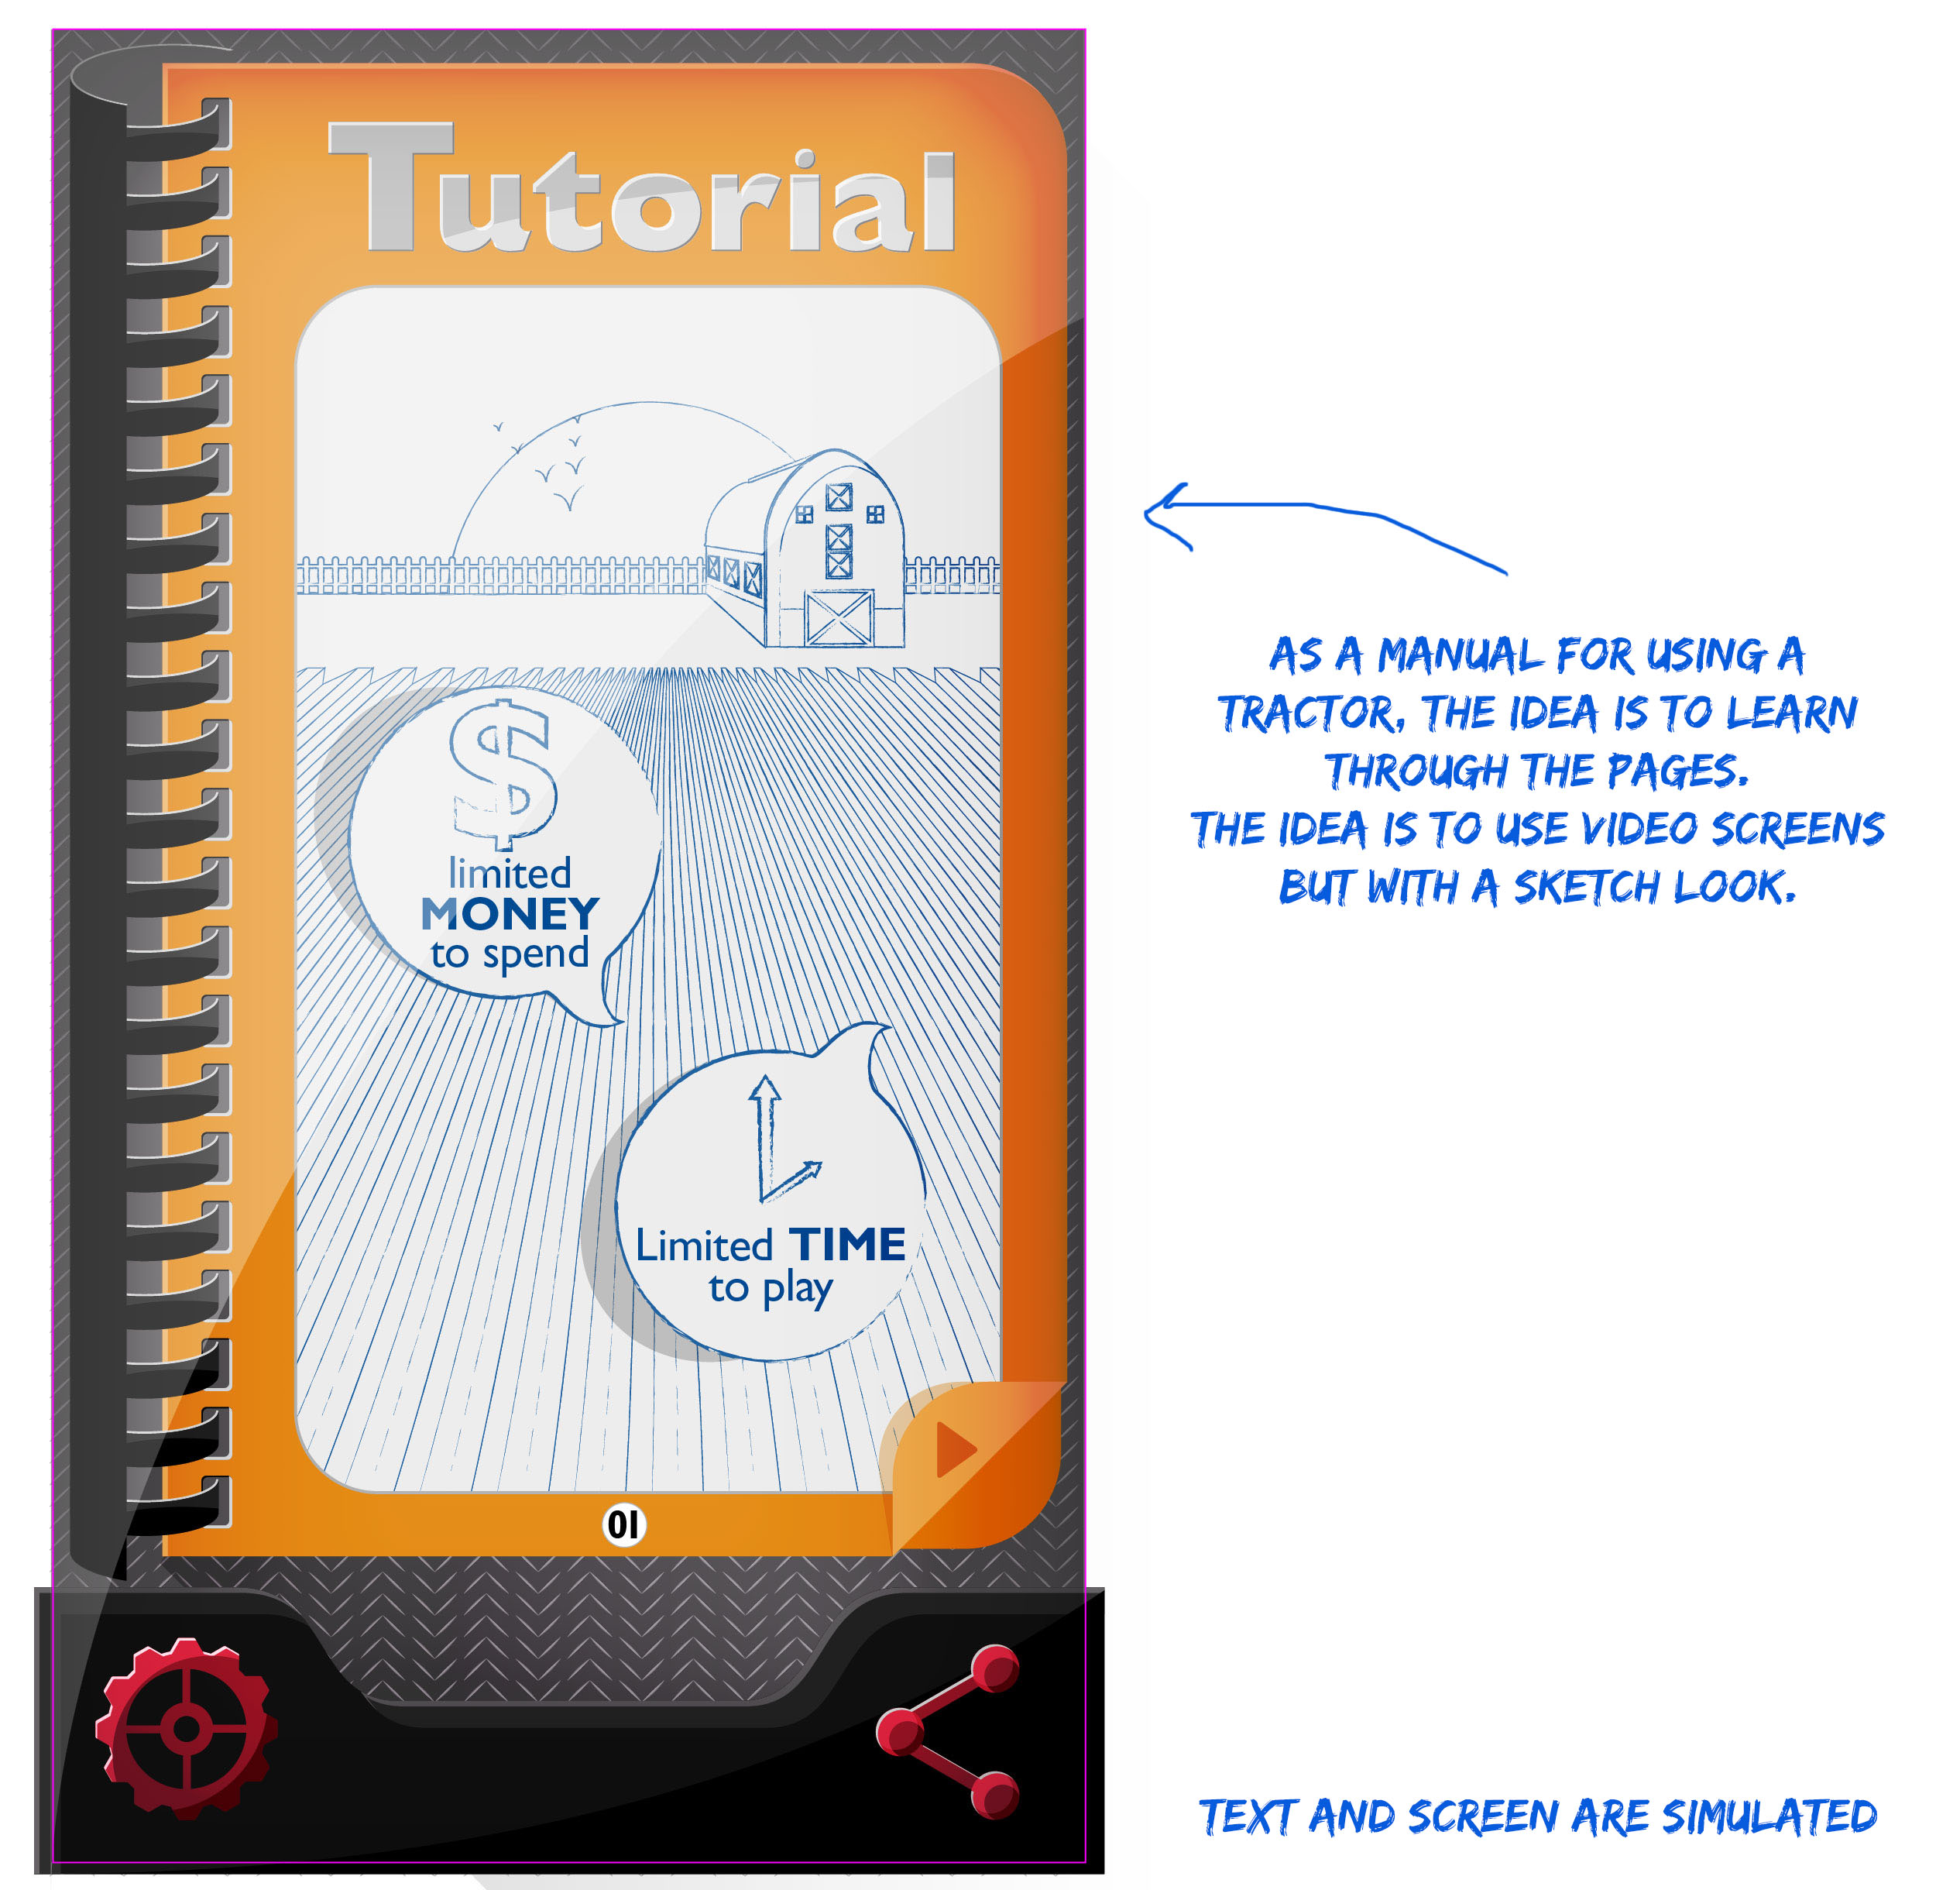 Tutorial
$
limited
MONEY
to spend
Limited TIME
to play
01
AS A MANUAL FOR USING A
TRACTOR, THE IDEA IS TO LEARN
THROUGH THE PAGES.
THE IDEA IS TO USE VIDEO SCREENS
BUT WITH A SKETCH LOOK.
TEXT AND SCREEN ARE SIMULATED